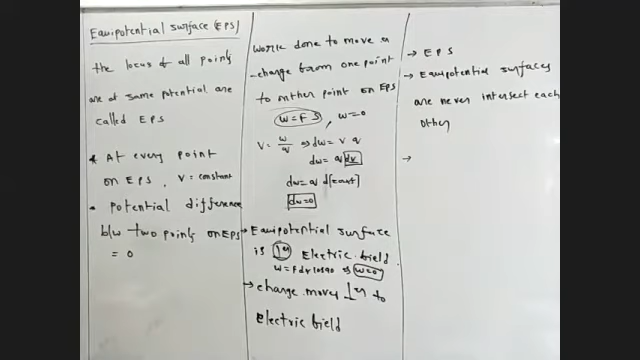 Equipotential surface (EPS)
the locus of all points
are at same potential are
called EPS
* At every point
on EPS, V = constant
• potential difference
b/w two points on EPS
= 0
work done to move a
charge from one point
to another point on EPS
w = F S, w=0
V = w/q ⇒ dw = V q
dw = q dv
dw = q d[const]
dw=0
→ Equipotential surface
is ⊥r Electric field
w = F dr cos90 ⇒ w=0
→ charge moves ⊥r to
electric field
→ EPS
→ Equipotential surfaces
are never intersect each
other
→